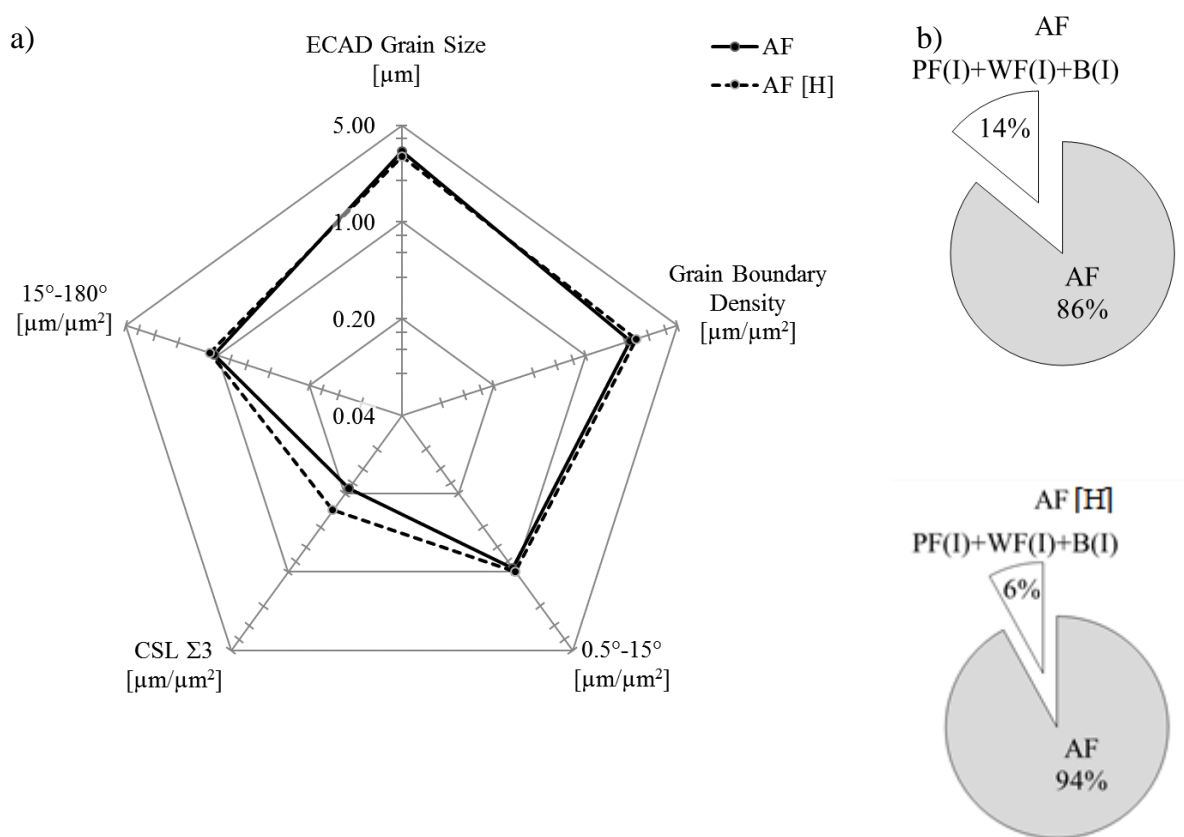 a)
ECAD Grain Size
[µm]
AF
AF [H]
5.00
1.00
0.20
0.04
Grain Boundary
Density
[µm/µm²]
15°-180°
[µm/µm²]
CSL Σ3
[µm/µm²]
0.5°-15°
[µm/µm²]
b)
AF
PF(I)+WF(I)+B(I)
14%
AF
86%
AF [H]
PF(I)+WF(I)+B(I)
6%
AF
94%